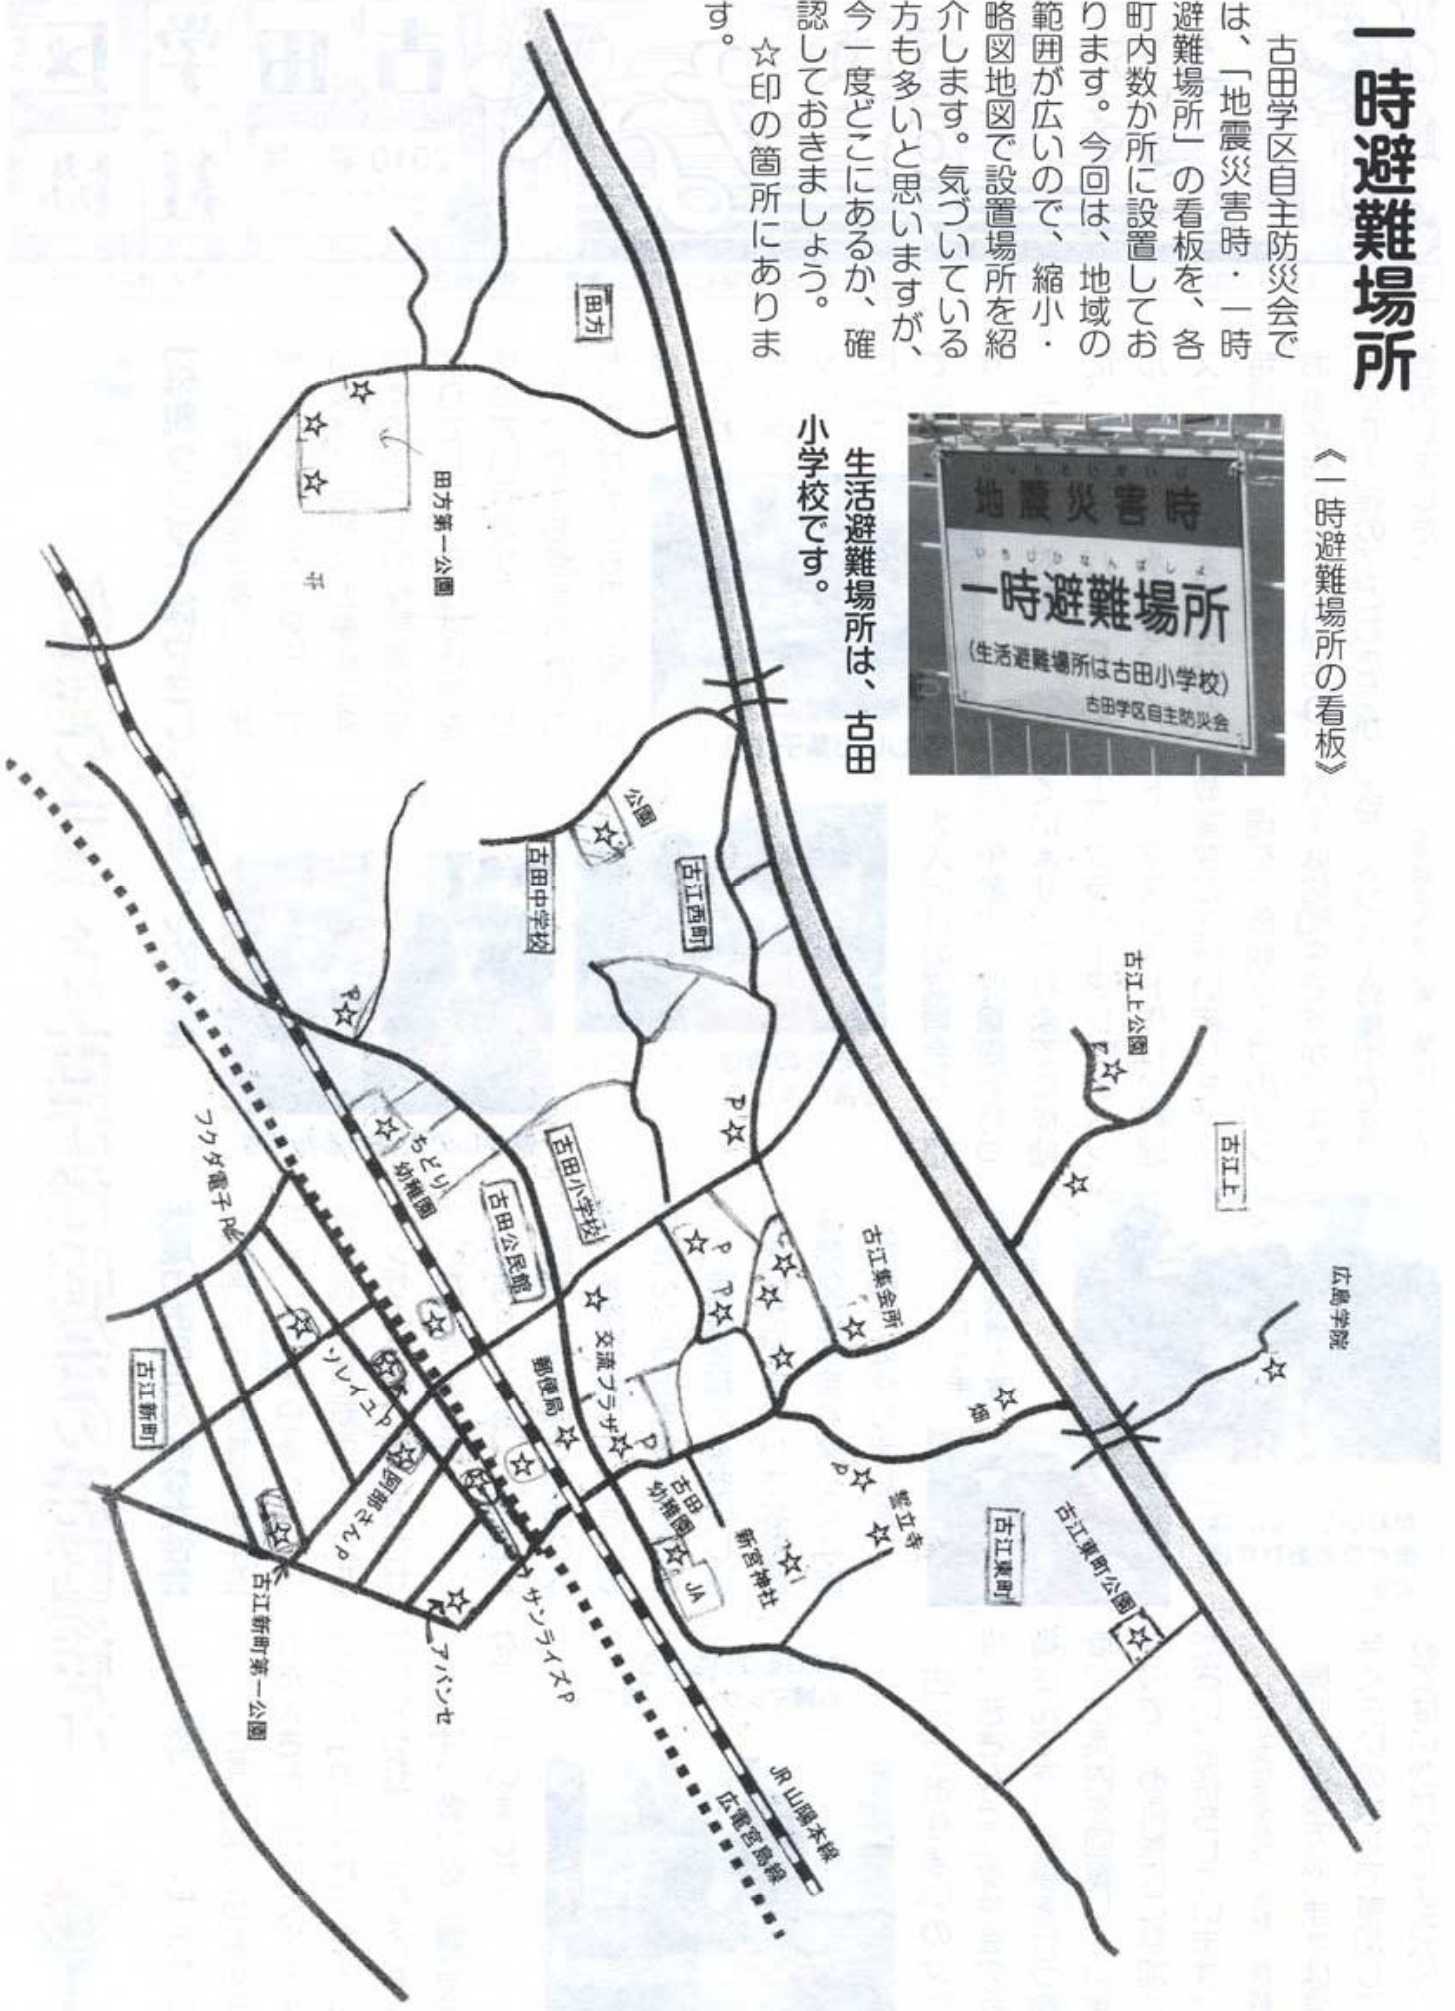 一時避難場所
古田学区自主防災会で
は、「地震災害時・一時
避難場所」の看板を、各
町内数か所に設置してお
ります。今回は、地域の
範囲が広いので、縮小・
略図地図で設置場所を紹
介します。気づいている
方も多いと思いますが、
今一度どこにあるか、確
認しておきましょう。
☆印の箇所にありま
す。
《一時避難場所の看板》
地震災害時
いちじひなんばしょ
一時避難場所
(生活避難場所は古田小学校)
古田学区自主防災会
生活避難場所は、古田
小学校です。
田方
田方第一公園
公園
古田中学校
古江西町
古江上公園
古江上
広島学院
P
P
ちどり
幼稚園
古田公民館
古田小学校
古江集会所
P
P
交流プラザ
郵便局
P
畑
P
誓立寺
古江東町
古江東町公園
古田
幼稚園
JA
新宮神社
フクダ電子P
ソレイユP
阿部さんP
古江新町
古江新町第一公園
アバンセ
サンライズP
JR山陽本線
広電宮島線